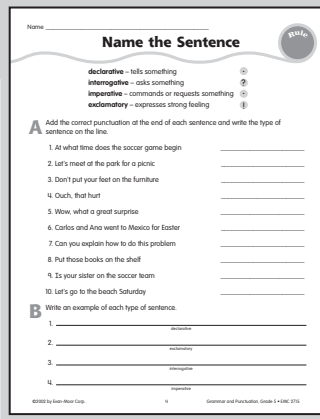 Name
Rule
Name the Sentence
declarative – tells something .
interrogative – asks something ?
imperative – commands or requests something .
exclamatory – expresses strong feeling !
A Add the correct punctuation at the end of each sentence and write the type of
sentence on the line.
1. At what time does the soccer game begin
2. Let's meet at the park for a picnic
3. Don't put your feet on the furniture
4. Ouch, that hurt
5. Wow, what a great surprise
6. Carlos and Ana went to Mexico for Easter
7. Can you explain how to do this problem
8. Put those books on the shelf
9. Is your sister on the soccer team
10. Let's go to the beach Saturday
B Write an example of each type of sentence.
1.
declarative
2.
exclamatory
3.
interrogative
4.
imperative
©2002 by Evan-Moor Corp. Grammar and Punctuation, Grade 5 • EMC 2715